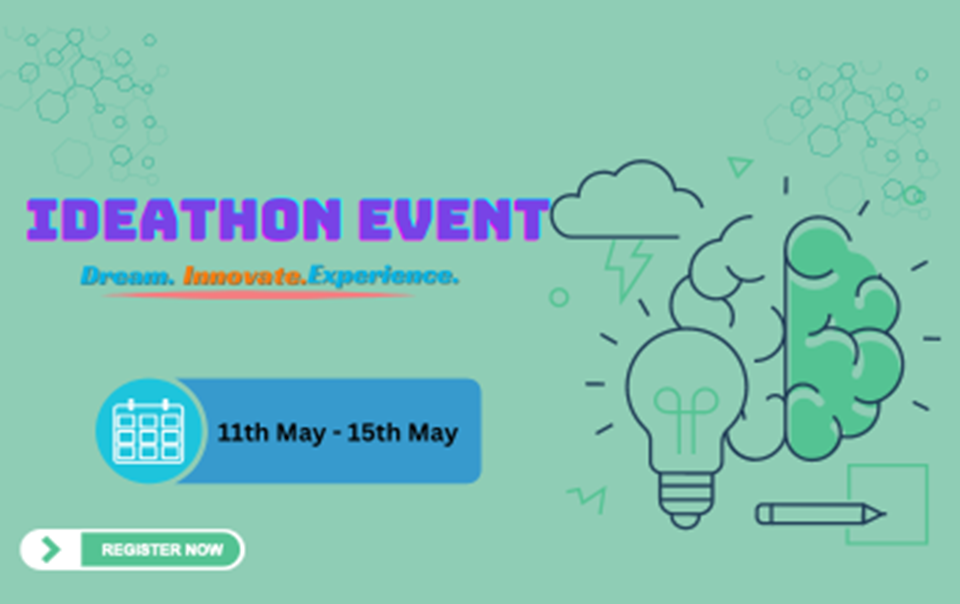 IDEATHON EVENT
Dream. Innovate.Experience.
11th May - 15th May
REGISTER NOW